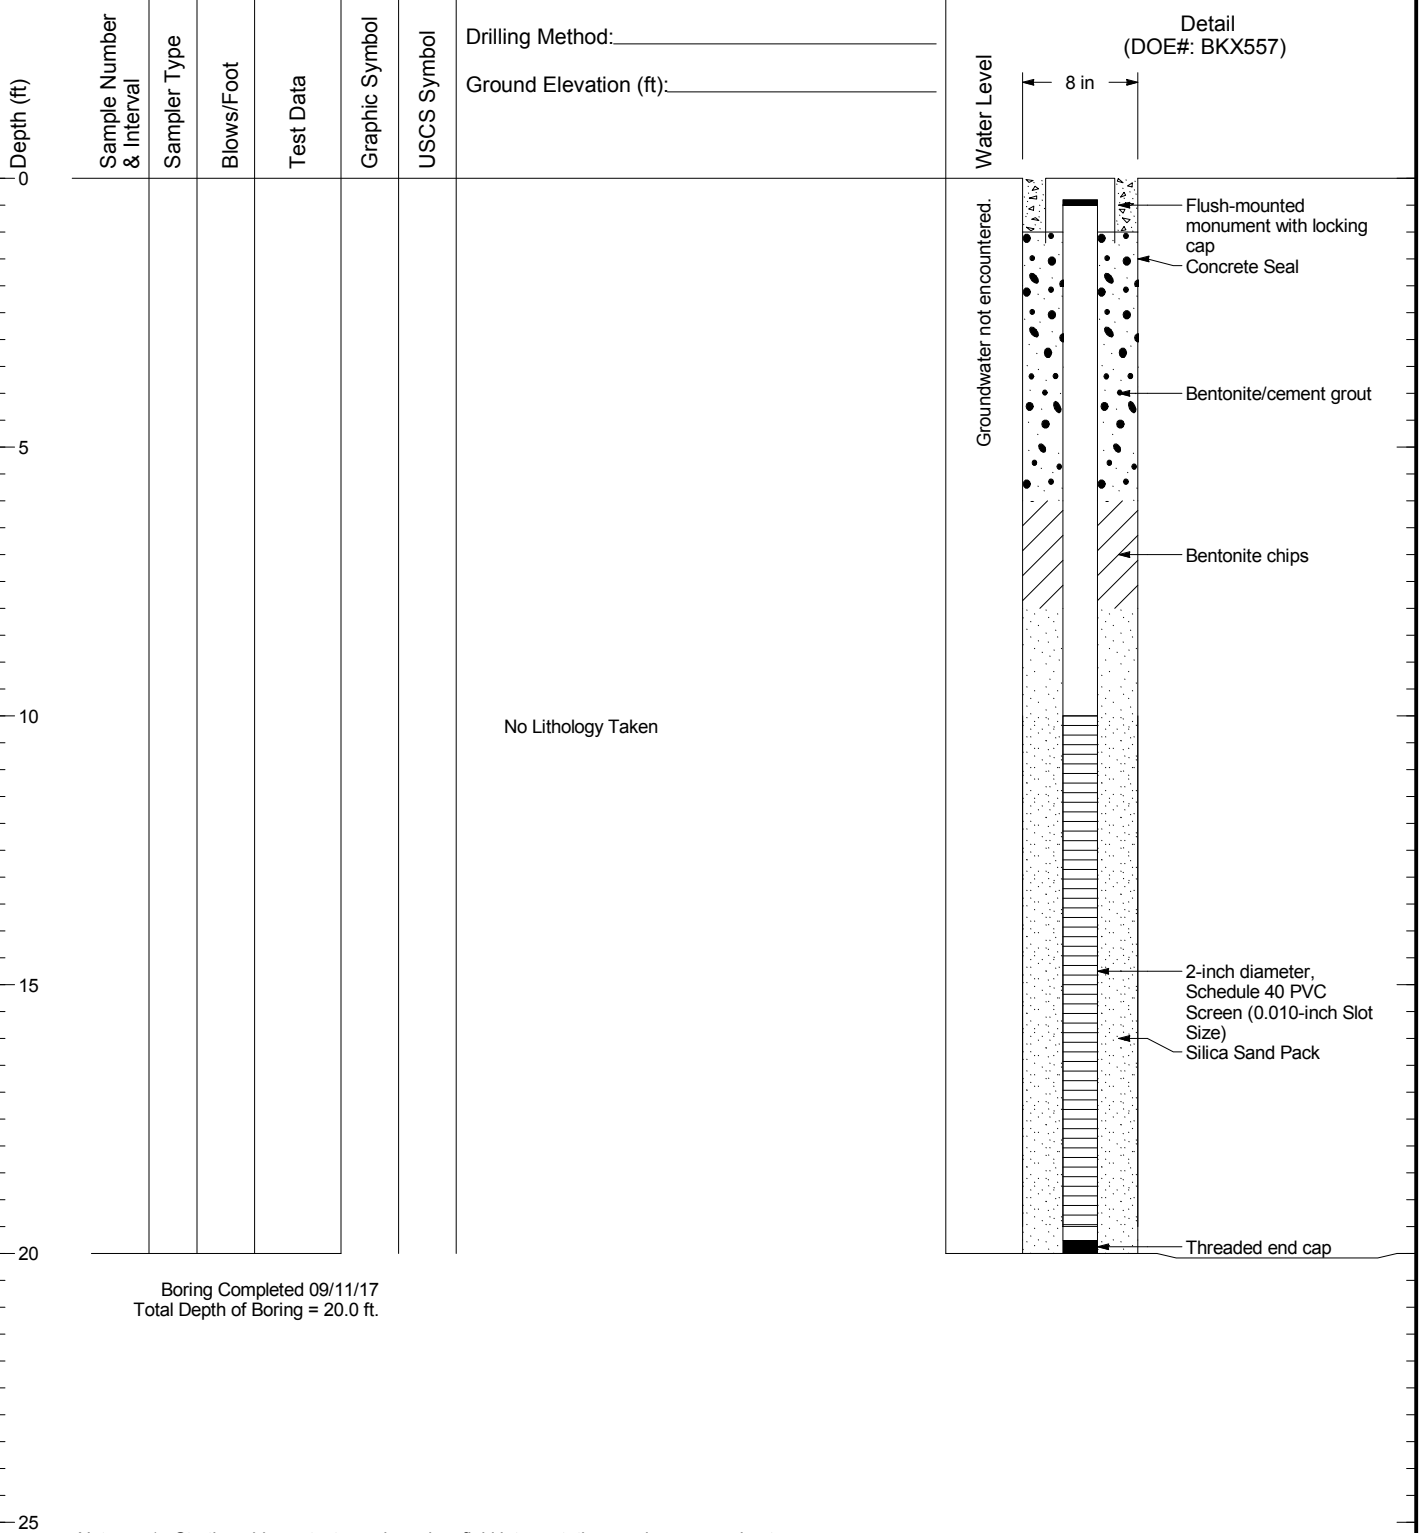 Depth (ft)
Sample Number
& Interval
Sampler Type
Blows/Foot
Test Data
Graphic Symbol
USCS Symbol
Drilling Method:
Ground Elevation (ft):
Water Level
Detail
(DOE#: BKX557)
8 in
0
Groundwater not encountered.
Flush-mounted
monument with locking
cap
Concrete Seal
Bentonite/cement grout
5
Bentonite chips
10
No Lithology Taken
15
2-inch diameter,
Schedule 40 PVC
Screen (0.010-inch Slot
Size)
Silica Sand Pack
20
Threaded end cap
Boring Completed 09/11/17
Total Depth of Boring = 20.0 ft.
25